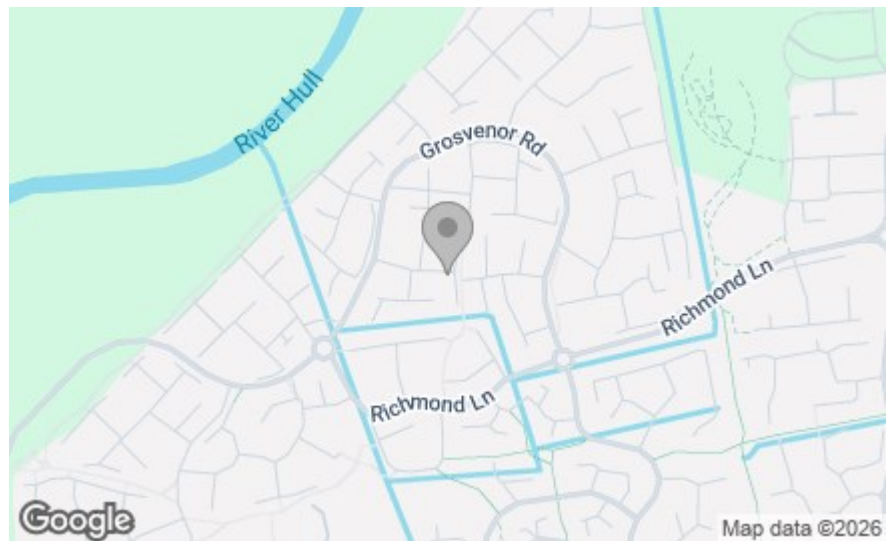 River Hull
Grosvenor Rd
Richmond Ln
Richmond Ln
Google
Map data ©2026